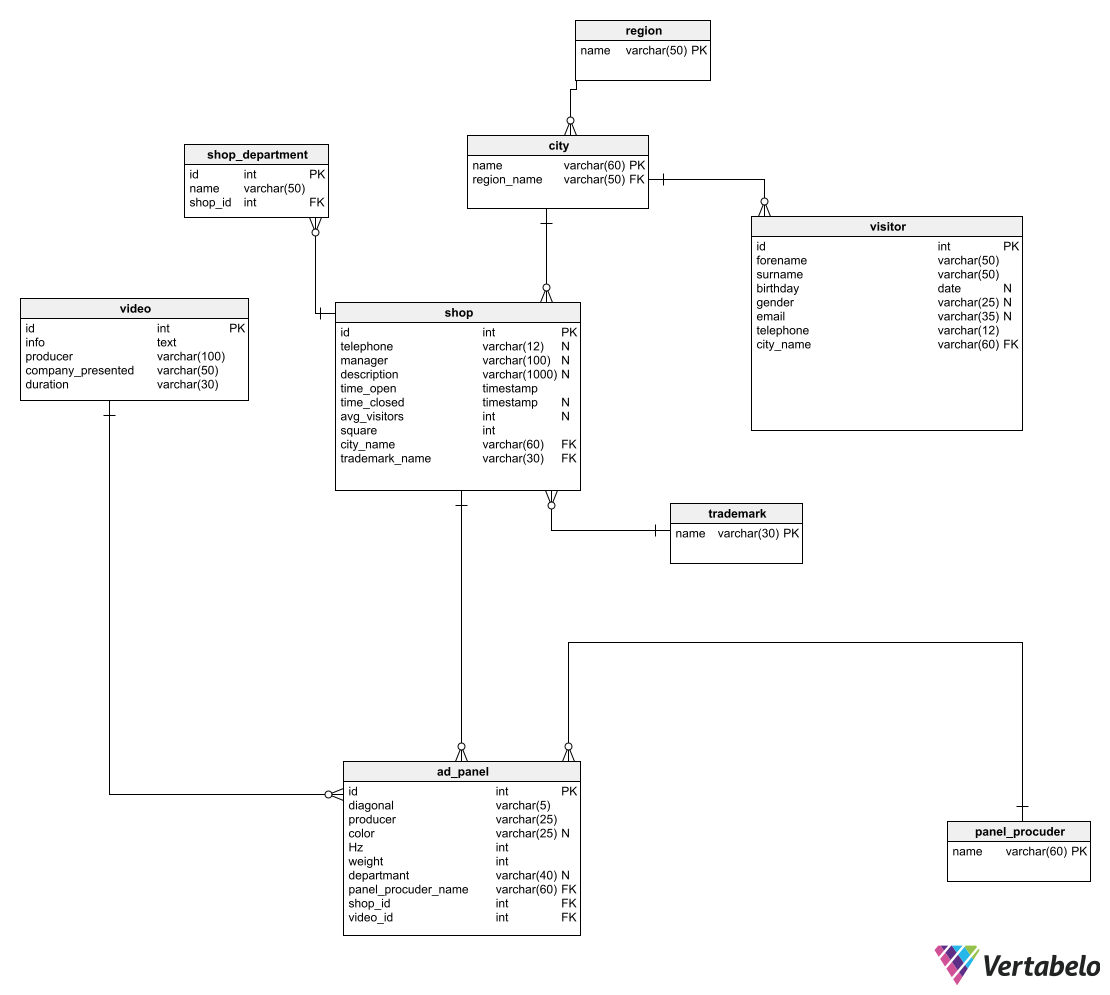 region
name varchar(50) PK
city
name varchar(60) PK
region_name varchar(50) FK
shop_department
id int PK
name varchar(50)
shop_id int FK
visitor
id int PK
forename varchar(50)
surname varchar(50)
birthday date N
gender varchar(25) N
email varchar(35) N
telephone varchar(12)
city_name varchar(60) FK
video
id int PK
info text
producer varchar(100)
company_presented varchar(50)
duration varchar(30)
shop
id int PK
telephone varchar(12) N
manager varchar(100) N
description varchar(1000) N
time_open timestamp
time_closed timestamp N
avg_visitors int N
square int
city_name varchar(60) FK
trademark_name varchar(30) FK
trademark
name varchar(30) PK
ad_panel
id int PK
diagonal varchar(5)
producer varchar(25)
color varchar(25) N
Hz int
weight int
departmant varchar(40) N
panel_procuder_name varchar(60) FK
shop_id int FK
video_id int FK
panel_procuder
name varchar(60) PK
Vertabelo